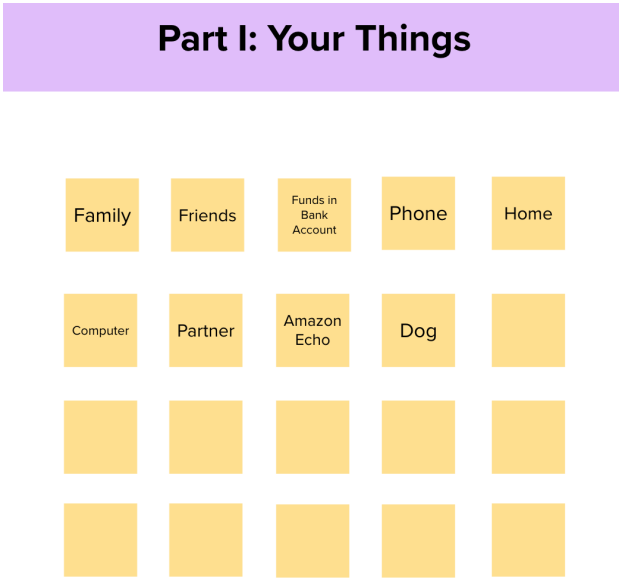 Part I: Your Things
Family
Friends
Funds in
Bank
Account
Phone
Home
Computer
Partner
Amazon
Echo
Dog